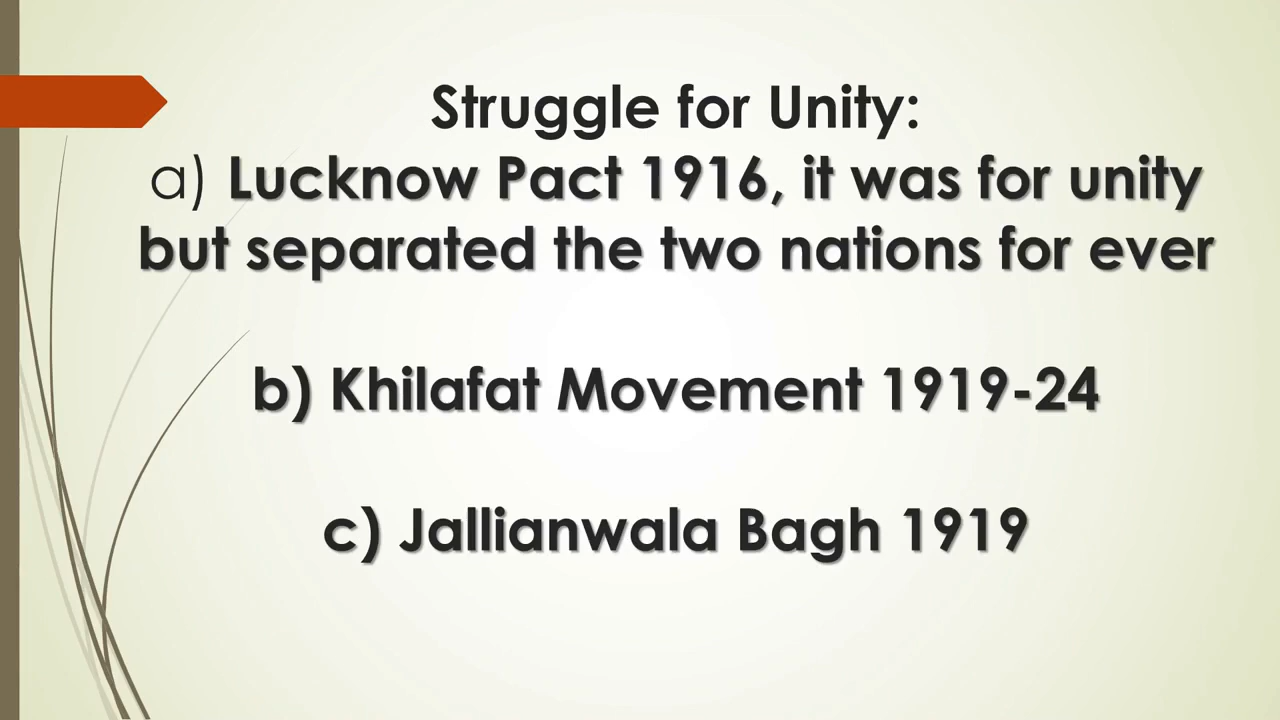 Struggle for Unity:
a) Lucknow Pact 1916, it was for unity
but separated the two nations for ever
b) Khilafat Movement 1919-24
c) Jallianwala Bagh 1919